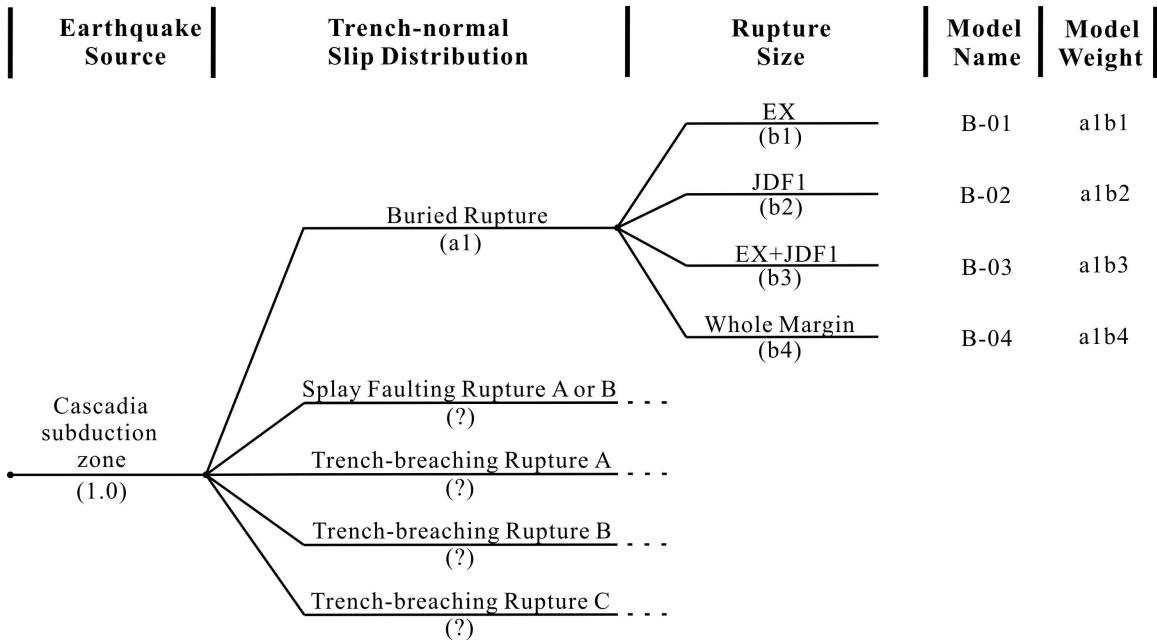 Earthquake
Source
Trench-normal
Slip Distribution
Rupture
Size
Model
Name
Model
Weight
EX
(b1)
B-01
a1b1
JDF1
(b2)
B-02
a1b2
Buried Rupture
(a1)
EX+JDF1
(b3)
B-03
a1b3
Whole Margin
(b4)
B-04
a1b4
Splay Faulting Rupture A or B
(?)
Cascadia
subduction
zone
(1.0)
Trench-breaching Rupture A
(?)
Trench-breaching Rupture B
(?)
Trench-breaching Rupture C
(?)